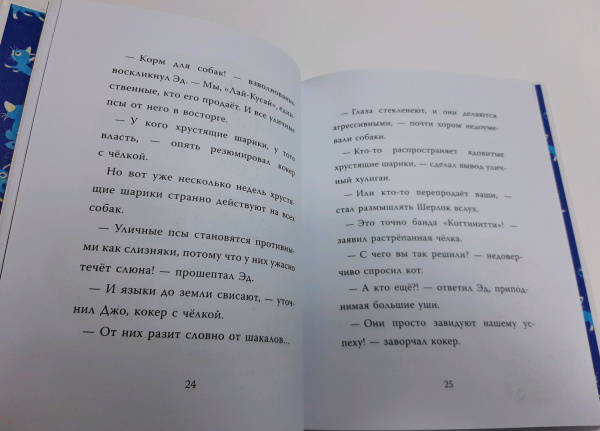 — Корм для собак! — взволнованно
воскликнул Эд. — Мы, «Лай-Кусай», един-
ственные, кто его продаёт. И все уличные
псы от него в восторге.
— У кого хрустящие шарики, у того
власть, — опять резюмировал кокер
с чёлкой.
Но вот уже несколько недель хрустя-
щие шарики странно действуют на всех
собак.
— Уличные псы становятся противны-
ми как слизняки, потому что у них ужасно
течёт слюна! — прошептал Эд.
— И языки до земли свисают, — уточ-
нил Джо, кокер с чёлкой.
— От них разит словно от шакалов...
24
— Глаза стекленеют, и они делаются
агрессивными, — почти хором недоуме-
вали собаки.
— Кто-то распространяет ядовитые
хрустящие шарики, — сделал вывод улич-
ный хулиган.
— Или кто-то перепродаёт ваши, —
стал размышлять Шерлок вслух.
— Это точно банда «Когтинитти»! —
заявил растрёпанная чёлка.
— С чего вы так решили? — недовер-
чиво спросил кот.
— А кто ещё?! — ответил Эд, припод-
нимая большие уши.
— Они просто завидуют нашему ус-
пеху! — заворчал кокер.
25